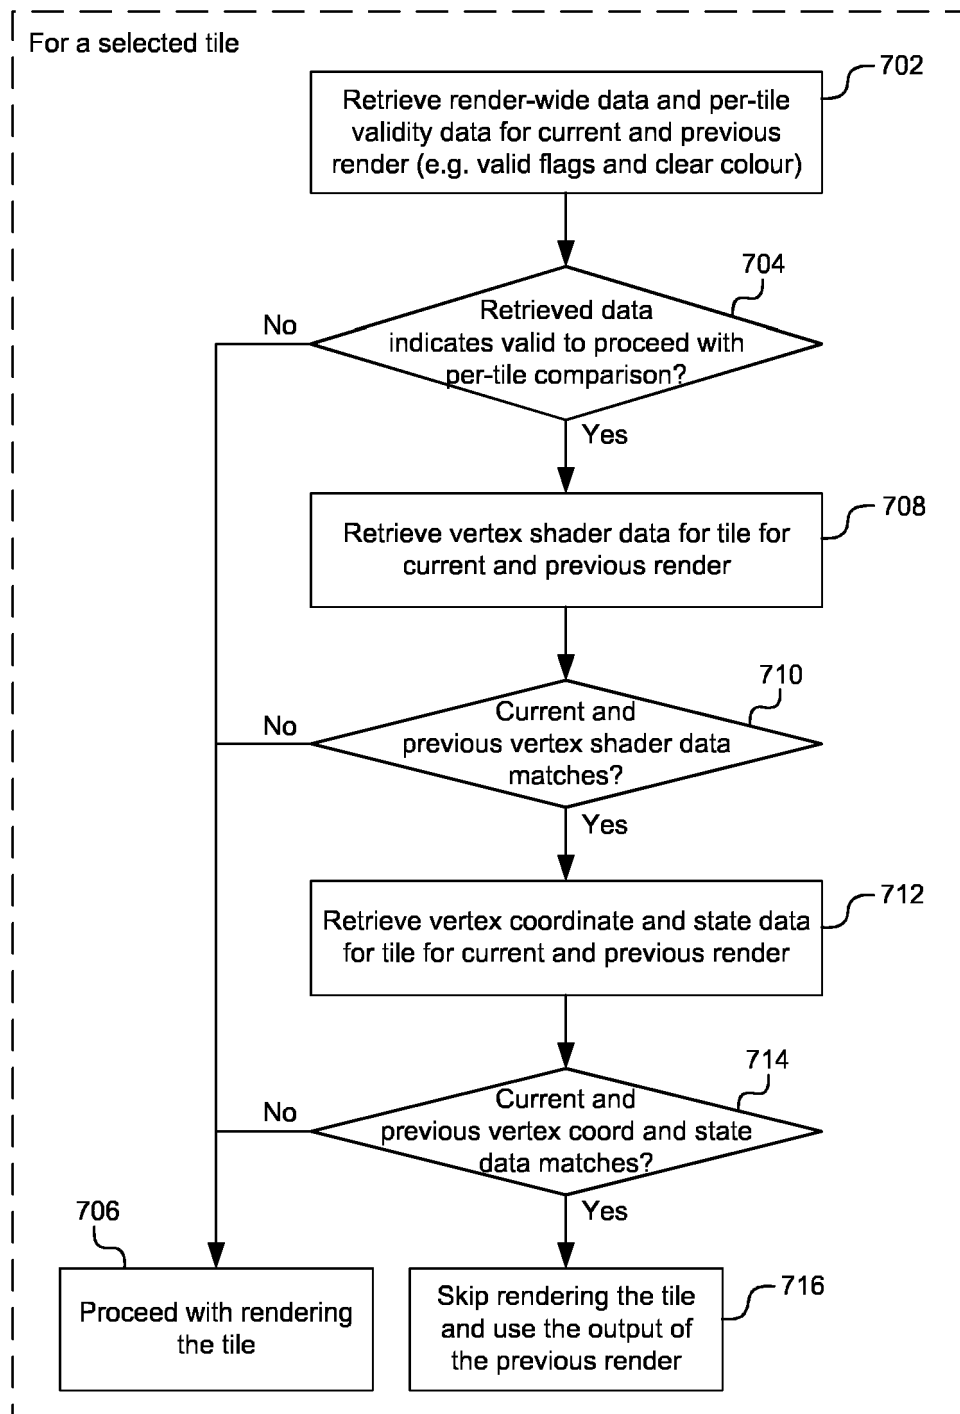 For a selected tile
702
Retrieve render-wide data and per-tile
validity data for current and previous
render (e.g. valid flags and clear colour)
704
No
Retrieved data
indicates valid to proceed with
per-tile comparison?
Yes
708
Retrieve vertex shader data for tile for
current and previous render
710
No
Current and
previous vertex shader data
matches?
Yes
712
Retrieve vertex coordinate and state data
for tile for current and previous render
714
No
Current and
previous vertex coord and state
data matches?
Yes
706
Proceed with rendering
the tile
716
Skip rendering the tile
and use the output of
the previous render